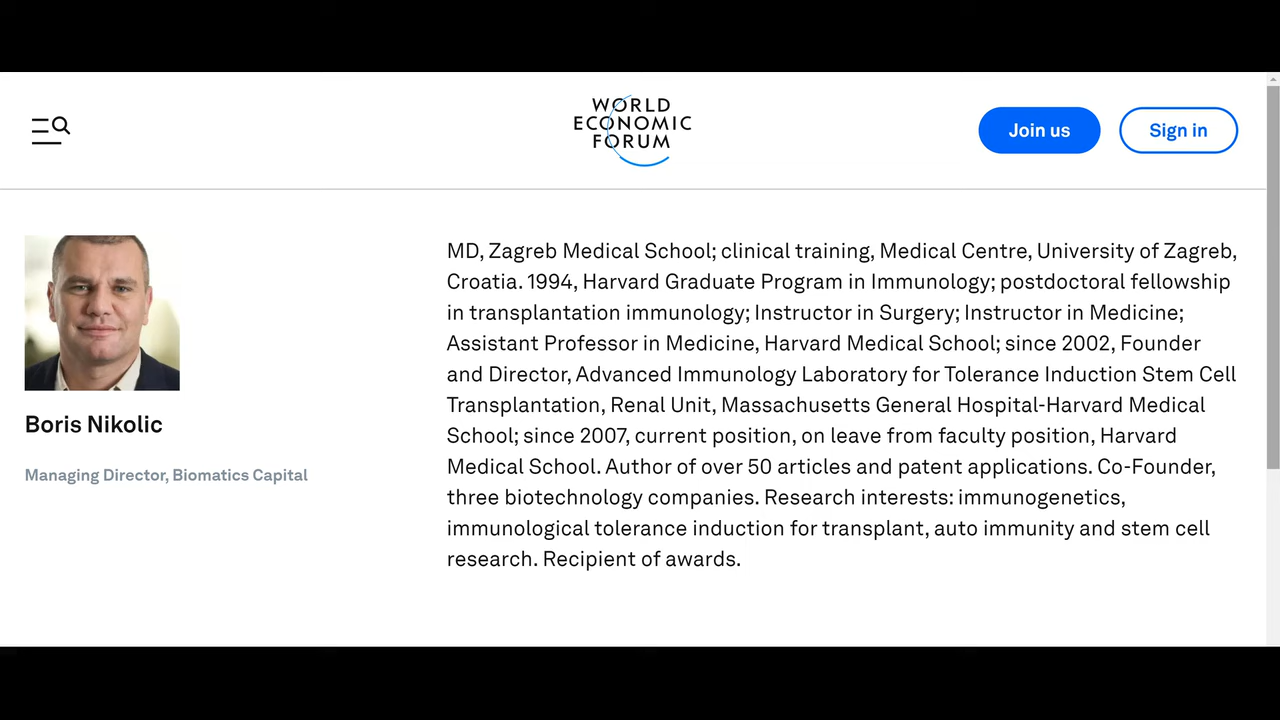 WORLD
ECONOMIC
FORUM
Join us
Sign in
Boris Nikolic
Managing Director, Biomatics Capital
MD, Zagreb Medical School; clinical training, Medical Centre, University of Zagreb,
Croatia. 1994, Harvard Graduate Program in Immunology; postdoctoral fellowship
in transplantation immunology; Instructor in Surgery; Instructor in Medicine;
Assistant Professor in Medicine, Harvard Medical School; since 2002, Founder
and Director, Advanced Immunology Laboratory for Tolerance Induction Stem Cell
Transplantation, Renal Unit, Massachusetts General Hospital-Harvard Medical
School; since 2007, current position, on leave from faculty position, Harvard
Medical School. Author of over 50 articles and patent applications. Co-Founder,
three biotechnology companies. Research interests: immunogenetics,
immunological tolerance induction for transplant, auto immunity and stem cell
research. Recipient of awards.